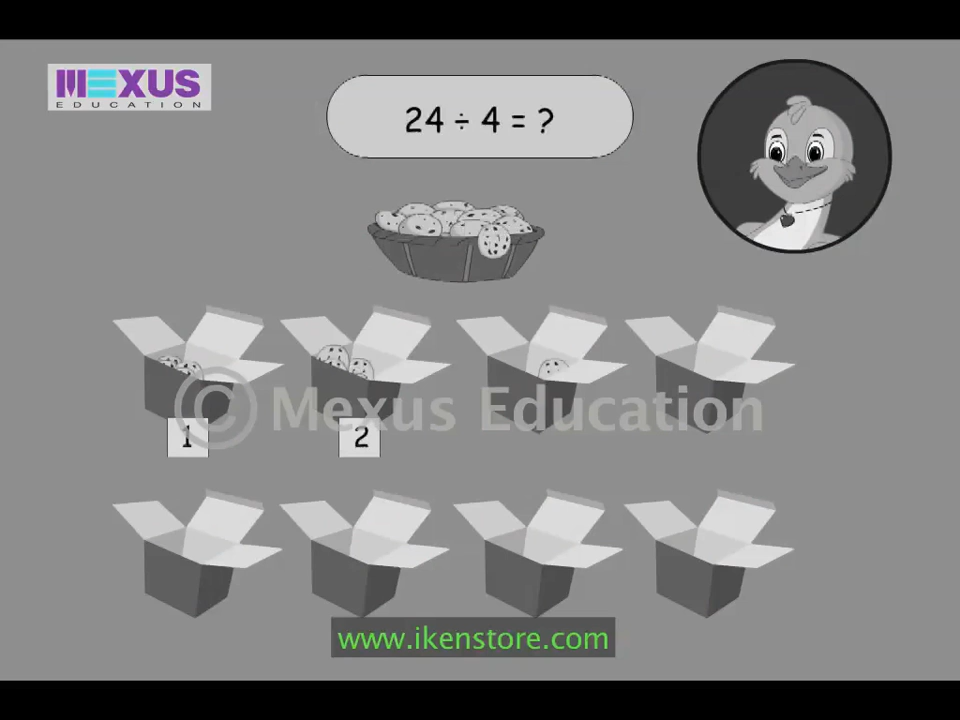 MEXUS
EDUCATION
24 ÷ 4 = ?
© Mexus Education
1
2
www.ikenstore.com